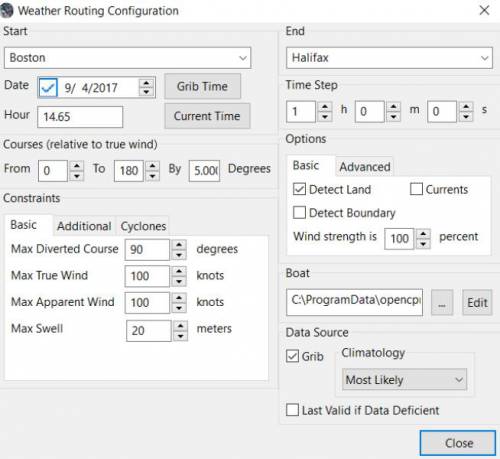 Weather Routing Configuration
Start
Boston
Date 9/ 4/2017 Grib Time
Hour 14.65 Current Time
Courses (relative to true wind)
From 0 To 180 By 5.000 Degrees
Constraints
Basic Additional Cyclones
Max Diverted Course 90 degrees
Max True Wind 100 knots
Max Apparent Wind 100 knots
Max Swell 20 meters
End
Halifax
Time Step
1 h 0 m 0 s
Options
Basic Advanced
Detect Land Currents
Detect Boundary
Wind strength is 100 percent
Boat
C:\ProgramData\opencpn ... Edit
Data Source
Grib Climatology
Most Likely
Last Valid if Data Deficient
Close